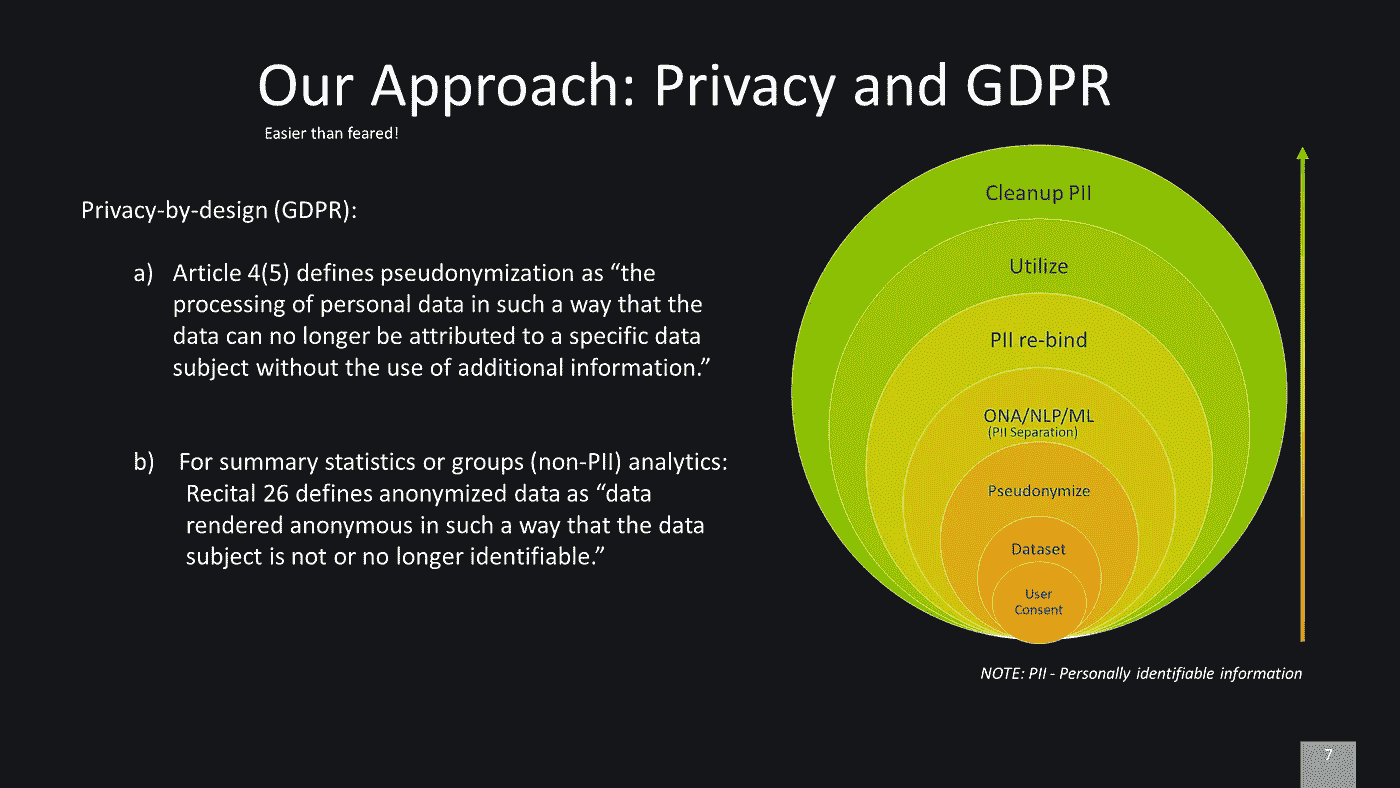 Our Approach: Privacy and GDPR
Easier than feared!
Privacy-by-design (GDPR):
a) Article 4(5) defines pseudonymization as “the
processing of personal data in such a way that the
data can no longer be attributed to a specific data
subject without the use of additional information.”
b) For summary statistics or groups (non-PII) analytics:
Recital 26 defines anonymized data as “data
rendered anonymous in such a way that the data
subject is not or no longer identifiable.”
Cleanup PII
Utilize
PII re-bind
ONA/NLP/ML
(PII Separation)
Pseudonymize
Dataset
User
Consent
NOTE: PII - Personally identifiable information
7